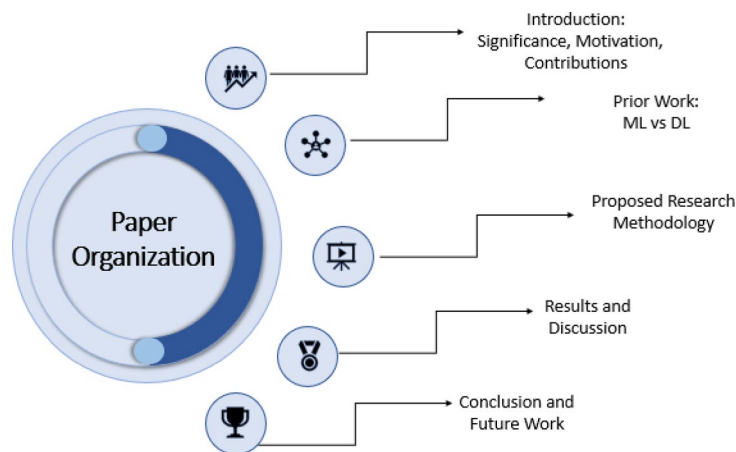 Introduction:
Significance, Motivation,
Contributions
Prior Work:
ML vs DL
Paper
Organization
Proposed Research
Methodology
Results and
Discussion
Conclusion and
Future Work